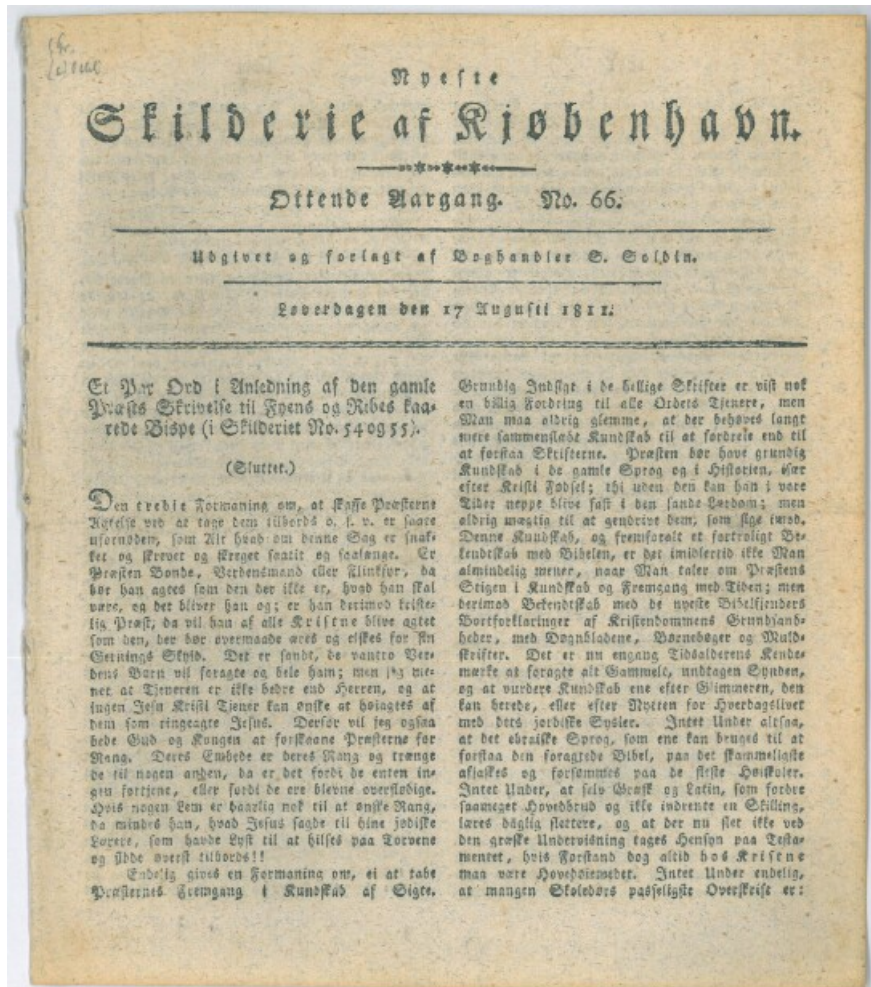 Nyeste
Skilderie af Kjøbenhavn.
Ottende Aargang. No. 66.
Udgivet og forlagt af Boghandler S. Soldin.
Løverdagen den 17 Augusti 1811.
Et Par Ord i Anledning af den gamle
Præsts Skrivelse til Fyens og Ribes kaa-
rede Bispe (i Skilderiet No. 54 og 55).
(Sluttet.)
Den tredie Formaning om, at skaffe Præsterne
Agtelse ved at tage dem tilbords o. s. v. er saare
ufornøden, som Alt hvad om denne Sag er snak-
ket og skrevet og skreget saatit og saalænge. Er
Præsten Bonde, Verdensmand eller Flinkfyr, da
bør han agtes som den der ikke er, hvad han skal
være, og det bliver han og; er han derimod kriste-
lig Præst, da vil han af alle Kristne blive agtet
som den, der bør overmaade æres og elskes for sin
Gernings Skyld. Det er sandt, de vantro Ver-
dens Børn vil foragte og hele ham; men jeg me-
net at Tjeneren er ikke bedre end Herren, og at
ingen Jesu Kristi Tjener kan ønske at høiagtes af
dem som ringeagte Jesus. Derfor vil jeg ogsaa
bede Gud og Kongen at forskaane Præsterne for
Rang. Deres Embede er deres Rang og trænge
de til nogen anden, da er det fordi de enten in-
gen fortjene, eller fordi de ere blevne overflødige.
Hvis nogen Lem er daarlig nok til at ønske Rang,
da mindes han, hvad Jesus sagde til hine jødiske
Lærere, som havde Lyst til at hilses paa Torvene
og sidde øverst tilbords!!
Endelig gives en Formaning om, ei at tabe
Præsternes Fremgang i Kundskab af Sigte.
Grundig Indsigt i de hellige Skrifter er vist nok
en billig Fordring til alle Ordets Tjenere, men
Man maa aldrig glemme, at der behøves langt
mere sammenslæbt Kundskab til at fordreie end til
at forstaa Skrifterne. Præsten bør have grundig
Kundskab i de gamle Sprog og i Historien, især
efter Kristi Fødsel; thi uden den kan han i vore
Tider neppe blive fast i den sande Lærdom; men
aldrig mægtig til at gendrive dem, som sige imod.
Denne Kundskab, og fremforalt et fortroligt Be-
kendtskab med Bibelen, er det imidlertid ikke Man
almindelig mener, naar Man taler om Præstens
Stigen i Kundskab og Fremgang med Tiden; men
derimod Bekendtskab med de nyeste Bibelfjenders
Bortforklaringer af Kristendommens Grundsand-
heder, med Døgnbladene, Børnebøger og Muld-
skrifter. Det er nu engang Tidsalderens Kende-
mærke at foragte alt Gammelt, undtagen Synden,
og at vurdere Kundskab ene efter Glimmeren, den
kan berede, eller efter Nytten for Hverdagslivet
med dets jordiske Sysler. Intet Under altsaa,
at det ebraiske Sprog, som ene kan bruges til at
forstaa den foragtede Bibel, paa det skammeligste
afjaskes og forsømmes paa de fleste Høiskoler.
Intet Under, at selv Græsk og Latin, som fordre
saameget Hovedbrud og ikke indrente en Skilling,
læres daglig slettere, og at der nu slet ikke ved
den græske Undervisning tages Hensyn paa Testa-
mentet, hvis Forstand dog altid hos Kristne
maa være Hovedøiemedet. Intet Under endelig,
at mangen Skoledørs passeligste Overskrift er: